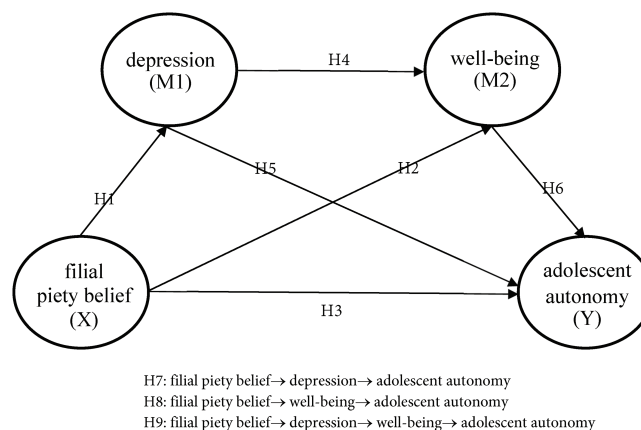 depression
(M1)
H4
well-being
(M2)
H5
H2
H1
H6
filial
piety belief
(X)
H3
adolescent
autonomy
(Y)
H7: filial piety belief→ depression→ adolescent autonomy
H8: filial piety belief→ well-being→ adolescent autonomy
H9: filial piety belief→ depression→ well-being→ adolescent autonomy